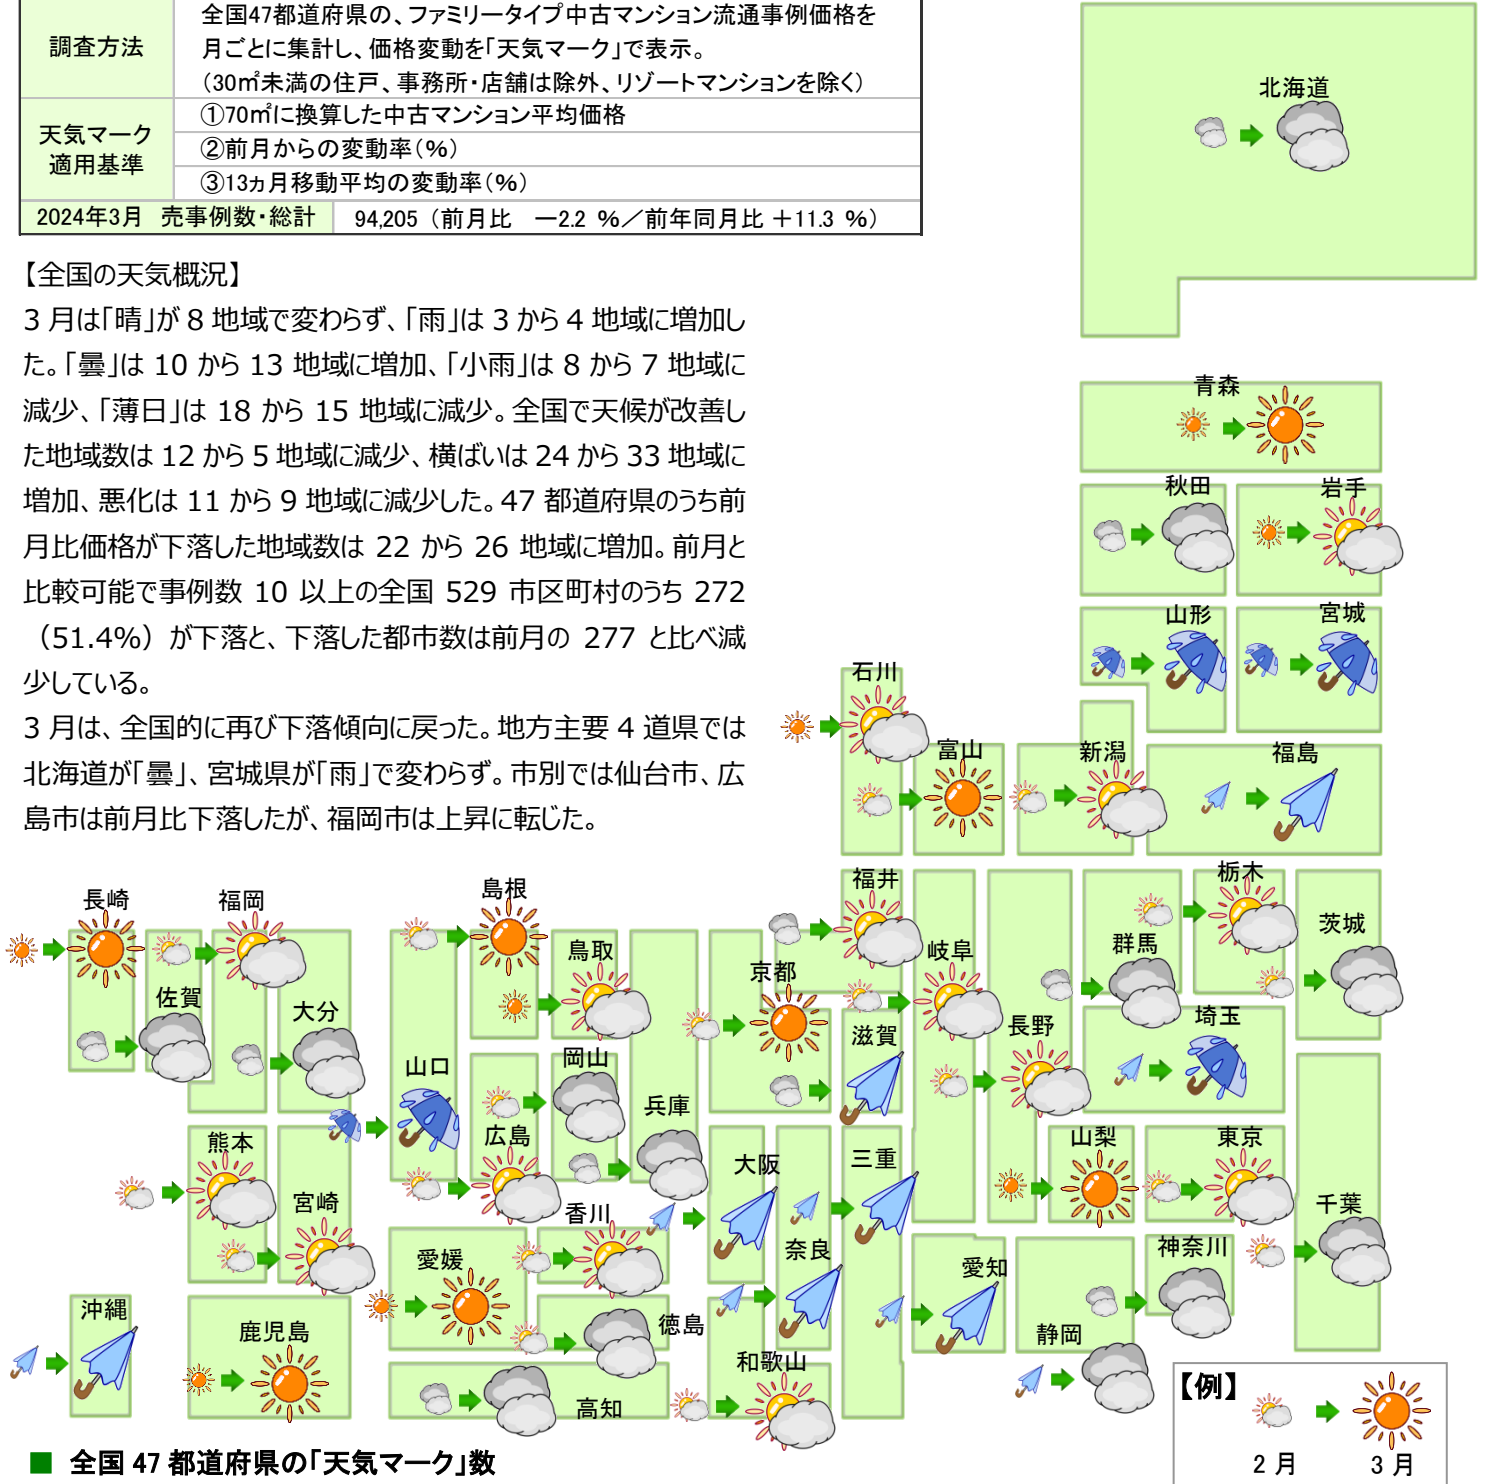 調査方法
全国47都道府県の、ファミリータイプ中古マンション流通事例価格を
月ごとに集計し、価格変動を「天気マーク」で表示。
（30㎡未満の住戸、事務所・店舗は除外、リゾートマンションを除く）
天気マーク
適用基準
①70㎡に換算した中古マンション平均価格
②前月からの変動率（％）
③13ヵ月移動平均の変動率（％）
2024年3月　売事例数・総計　94,205（前月比　－2.2 ％／前年同月比 ＋11.3 ％）
【全国の天気概況】
3 月は「晴」が 8 地域で変わらず、「雨」は 3 から 4 地域に増加し
た。「曇」は 10 から 13 地域に増加、「小雨」は 8 から 7 地域に
減少、「薄日」は 18 から 15 地域に減少。全国で天候が改善し
た地域数は 12 から 5 地域に減少、横ばいは 24 から 33 地域に
増加、悪化は 11 から 9 地域に減少した。47 都道府県のうち前
月比価格が下落した地域数は 22 から 26 地域に増加。前月と
比較可能で事例数 10 以上の全国 529 市区町村のうち 272
（51.4%）が下落と、下落した都市数は前月の 277 と比べ減
少している。
3 月は、全国的に再び下落傾向に戻った。地方主要 4 道県では
北海道が「曇」、宮城県が「雨」で変わらず。市別では仙台市、広
島市は前月比下落したが、福岡市は上昇に転じた。
北海道
青森
秋田
岩手
山形
宮城
石川
富山
新潟
福島
長崎
福岡
島根
福井
栃木
茨城
鳥取
京都
岐阜
群馬
佐賀
大分
山口
岡山
兵庫
滋賀
長野
埼玉
熊本
宮崎
広島
香川
大阪
三重
山梨
東京
千葉
愛媛
奈良
愛知
神奈川
沖縄
鹿児島
徳島
静岡
和歌山
高知
【例】
2 月
3 月
■ 全国 47 都道府県の「天気マーク」数